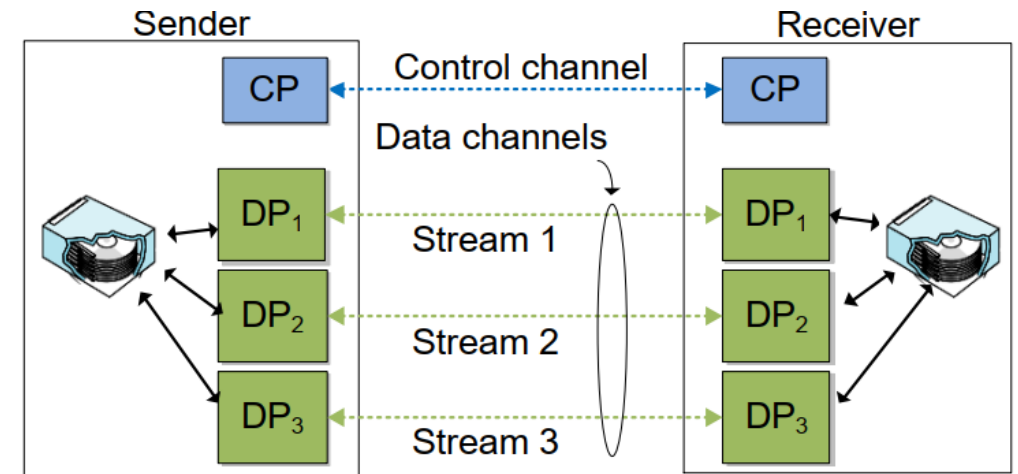 Sender
Receiver
CP
Control channel
CP
Data channels
DP₁
Stream 1
DP₁
DP₂
Stream 2
DP₂
DP₃
Stream 3
DP₃